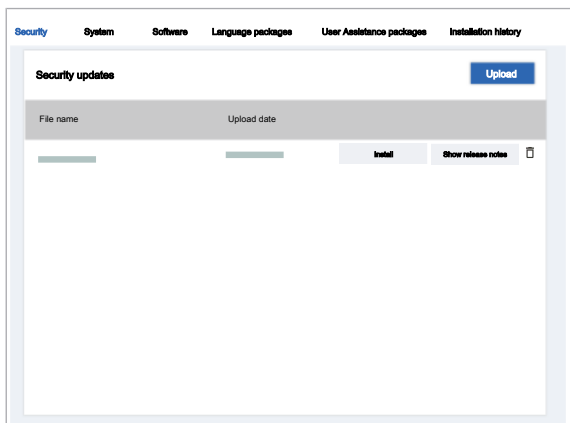 Security System Software Language packages User Assistance packages Installation history
Security updates Upload
File name Upload date
Install Show release notes